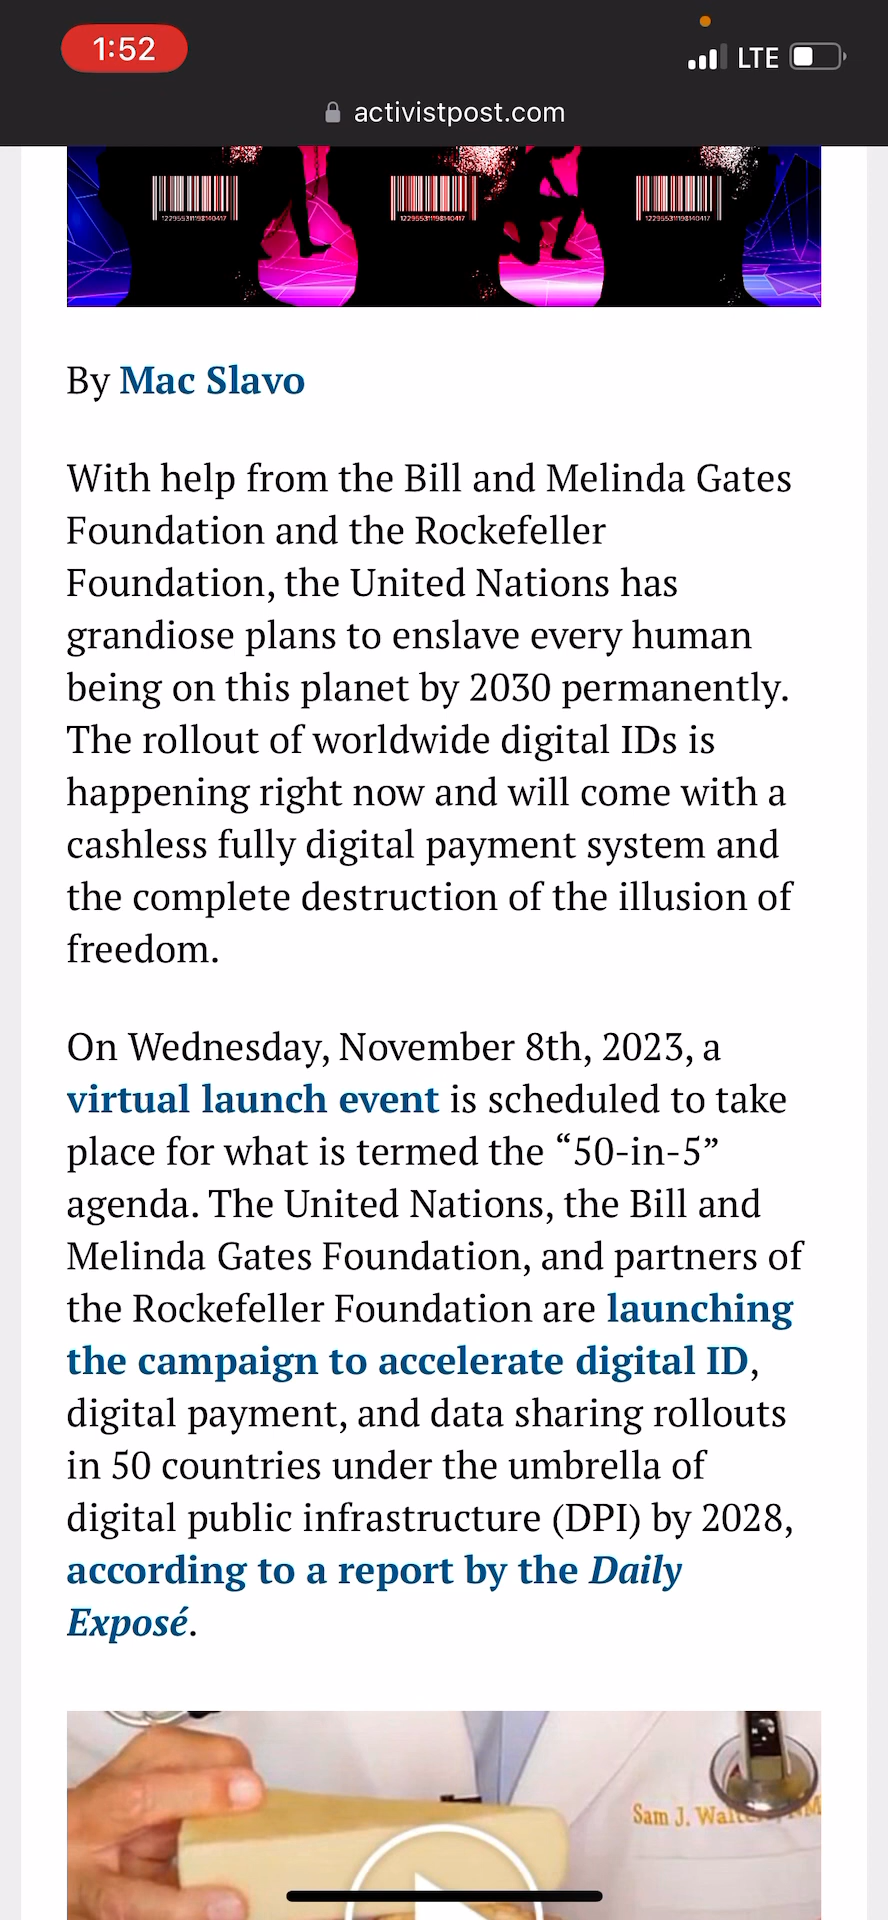 1:52
LTE
activistpost.com
By Mac Slavo
With help from the Bill and Melinda Gates
Foundation and the Rockefeller
Foundation, the United Nations has
grandiose plans to enslave every human
being on this planet by 2030 permanently.
The rollout of worldwide digital IDs is
happening right now and will come with a
cashless fully digital payment system and
the complete destruction of the illusion of
freedom.
On Wednesday, November 8th, 2023, a
virtual launch event is scheduled to take
place for what is termed the “50-in-5”
agenda. The United Nations, the Bill and
Melinda Gates Foundation, and partners of
the Rockefeller Foundation are launching
the campaign to accelerate digital ID,
digital payment, and data sharing rollouts
in 50 countries under the umbrella of
digital public infrastructure (DPI) by 2028,
according to a report by the Daily
Exposé.
Sam J.